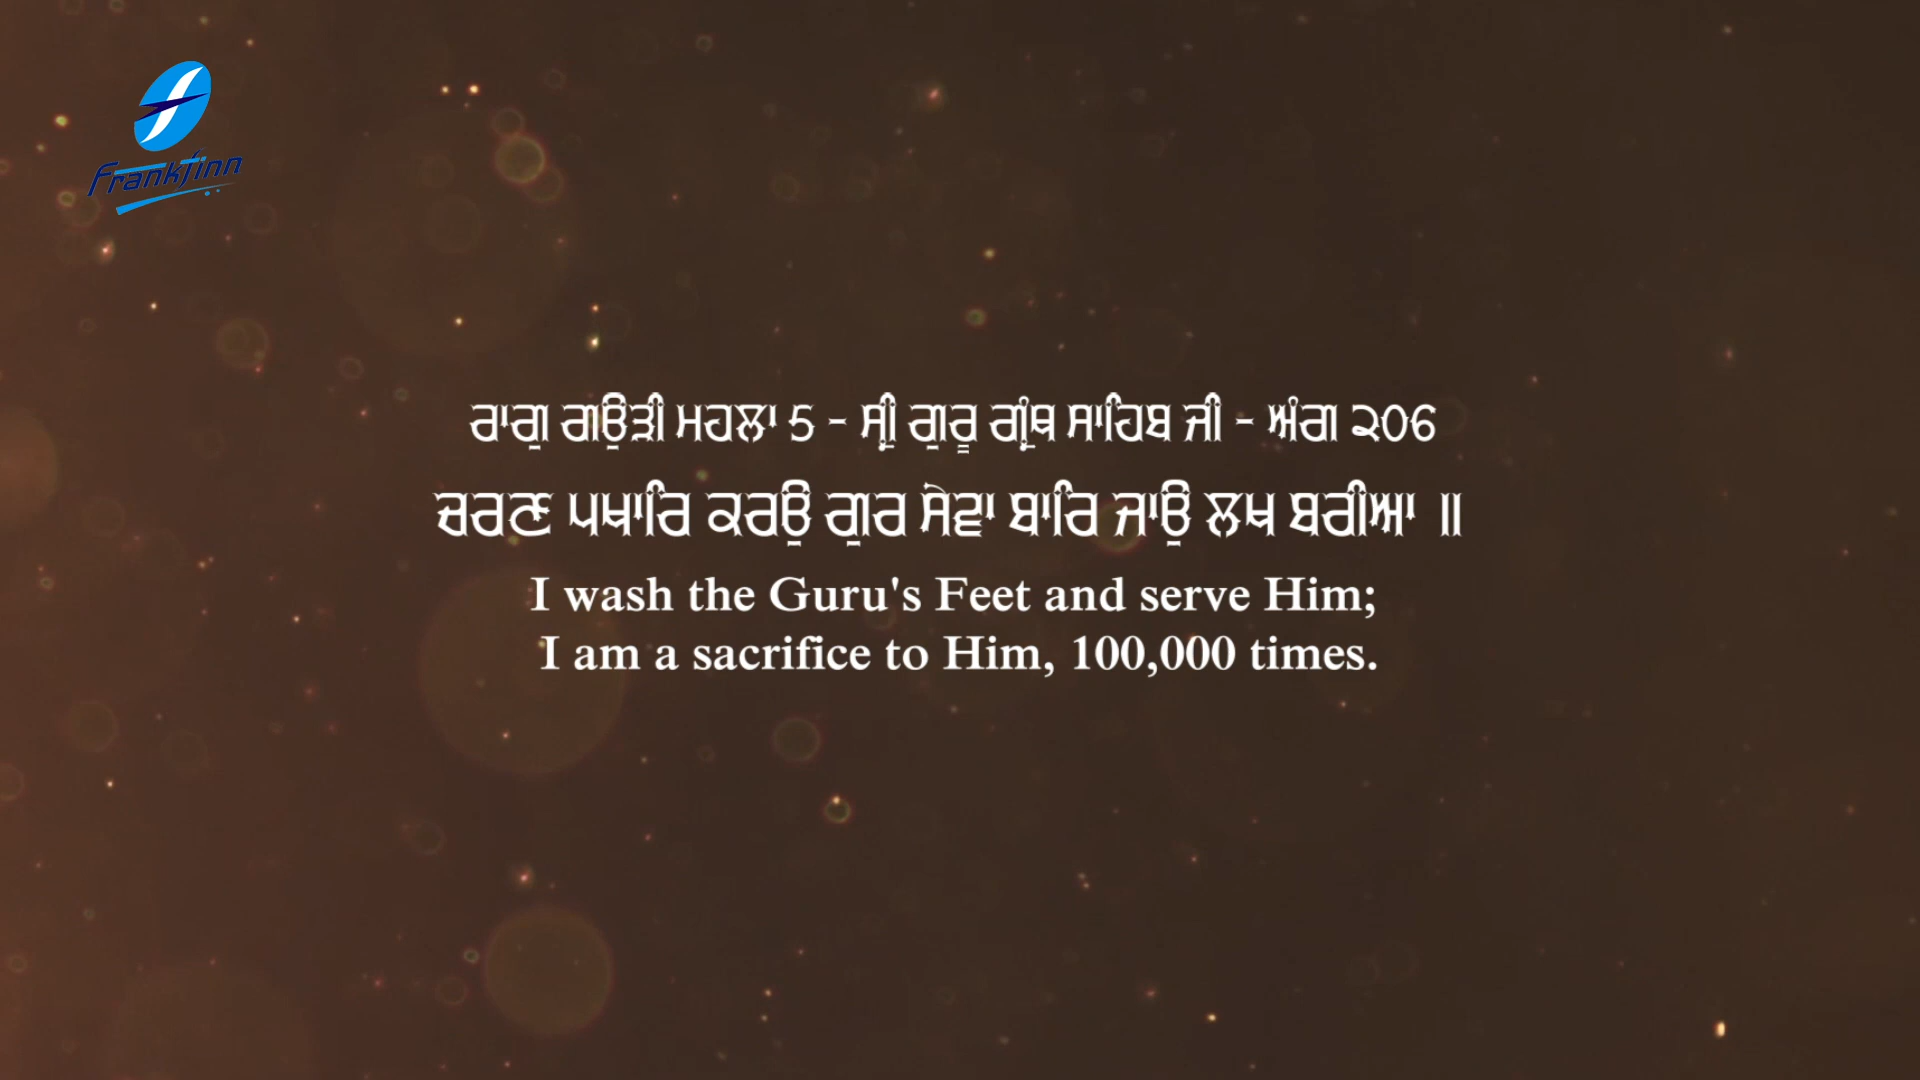 Frankfinn
ਰਾਗੁ ਗਉੜੀ ਮਹਲਾ 5 - ਸ੍ਰੀ ਗੁਰੂ ਗ੍ਰੰਥ ਸਾਹਿਬ ਜੀ - ਅੰਗ ੨੦੬
ਚਰਣ ਪਖਾਰਿ ਕਰਉ ਗੁਰ ਸੇਵਾ ਬਾਰਿ ਜਾਉ ਲਖ ਬਰੀਆ ॥
I wash the Guru's Feet and serve Him;
I am a sacrifice to Him, 100,000 times.